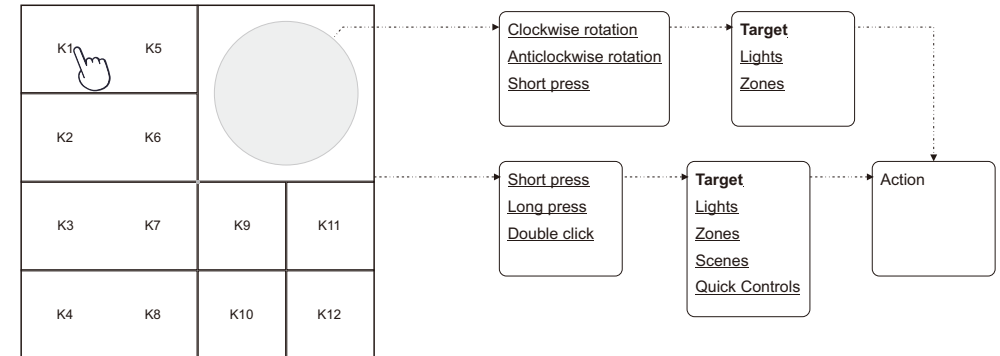 K1 K5
K2 K6
K3 K7 K9 K11
K4 K8 K10 K12
Clockwise rotation
Anticlockwise rotation
Short press
Target
Lights
Zones
Short press
Long press
Double click
Target
Lights
Zones
Scenes
Quick Controls
Action